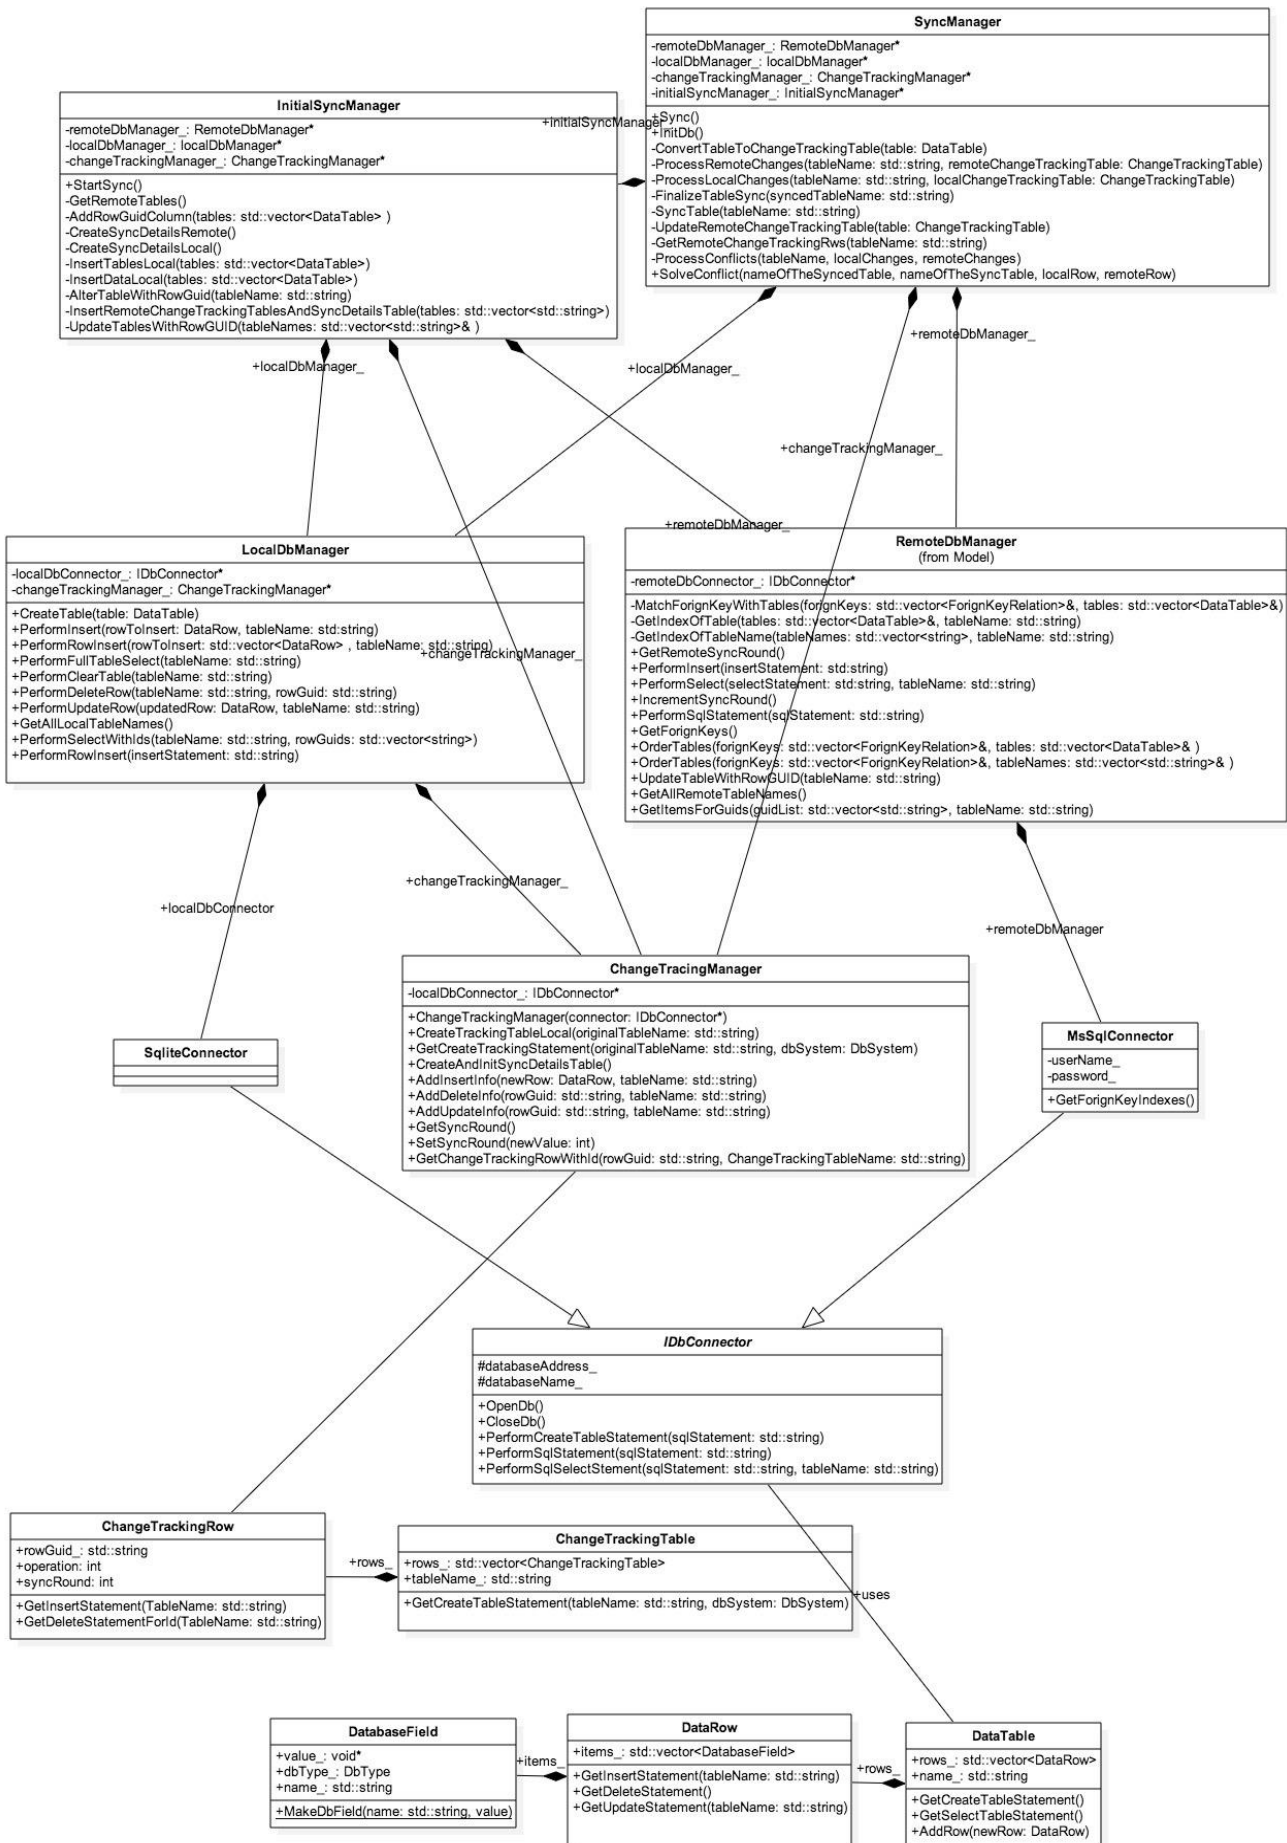 SyncManager
-remoteDbManager_: RemoteDbManager*
-localDbManager_: localDbManager*
-changeTrackingManager_: ChangeTrackingManager*
-initialSyncManager_: InitialSyncManager*
+Sync()
+InitDb()
-ConvertTableToChangeTrackingTable(table: DataTable)
-ProcessRemoteChanges(tableName: std::string, remoteChangeTrackingTable: ChangeTrackingTable)
-ProcessLocalChanges(tableName: std::string, localChangeTrackingTable: ChangeTrackingTable)
-FinalizeTableSync(syncedTableName: std::string)
-SyncTable(tableName: std::string)
-UpdateRemoteChangeTrackingTable(table: ChangeTrackingTable)
-GetRemoteChangeTrackingRws(tableName: std::string)
-ProcessConflicts(tableName, localChanges, remoteChanges)
+SolveConflict(nameOfTheSyncedTable, nameOfTheSyncTable, localRow, remoteRow)
InitialSyncManager
-remoteDbManager_: RemoteDbManager*
-localDbManager_: localDbManager*
-changeTrackingManager_: ChangeTrackingManager*
+StartSync()
-GetRemoteTables()
-AddRowGuidColumn(tables: std::vector<DataTable> )
-CreateSyncDetailsRemote()
-CreateSyncDetailsLocal()
-InsertTablesLocal(tables: std::vector<DataTable>)
-InsertDataLocal(tables: std::vector<DataTable>)
-AlterTableWithRowGuid(tableName: std::string)
-InsertRemoteChangeTrackingTablesAndSyncDetailsTable(tables: std::vector<std::string>)
-UpdateTablesWithRowGUID(tableNames: std::vector<std::string>& )
+initialSyncManager_
+localDbManager_
+localDbManager_
+remoteDbManager_
+changeTrackingManager_
+remoteDbManager_
LocalDbManager
-localDbConnector_: IDbConnector*
-changeTrackingManager_: ChangeTrackingManager*
+CreateTable(table: DataTable)
+PerformInsert(rowToInsert: DataRow, tableName: std:string)
+PerformRowInsert(rowToInsert: std::vector<DataRow> , tableName: std::string)
+PerformFullTableSelect(tableName: std::string)
+PerformClearTable(tableName: std::string)
+PerformDeleteRow(tableName: std::string, rowGuid: std::string)
+PerformUpdateRow(updatedRow: DataRow, tableName: std::string)
+GetAllLocalTableNames()
+PerformSelectWithIds(tableName: std::string, rowGuids: std::vector<string>)
+PerformRowInsert(insertStatement: std::string)
+changeTrackingManager_
RemoteDbManager
(from Model)
-remoteDbConnector_: IDbConnector*
-MatchForignKeyWithTables(forignKeys: std::vector<ForignKeyRelation>&, tables: std::vector<DataTable>&)
-GetIndexOfTable(tables: std::vector<DataTable>&, tableName: std::string)
-GetIndexOfTableName(tableNames: std::vector<string>, tableName: std::string)
+GetRemoteSyncRound()
+PerformInsert(insertStatement: std:string)
+PerformSelect(selectStatement: std:string, tableName: std::string)
+IncrementSyncRound()
+PerformSqlStatement(sqlStatement: std::string)
+GetForignKeys()
+OrderTables(forignKeys: std::vector<ForignKeyRelation>&, tables: std::vector<DataTable>& )
+OrderTables(forignKeys: std::vector<ForignKeyRelation>&, tableNames: std::vector<std::string>& )
+UpdateTableWithRowGUID(tableName: std::string)
+GetAllRemoteTableNames()
+GetItemsForGuids(guidList: std::vector<std::string>, tableName: std::string)
+localDbConnector
+changeTrackingManager_
+remoteDbManager
ChangeTracingManager
-localDbConnector_: IDbConnector*
+ChangeTrackingManager(connector: IDbConnector*)
+CreateTrackingTableLocal(originalTableName: std::string)
+GetCreateTrackingStatement(originalTableName: std::string, dbSystem: DbSystem)
+CreateAndInitSyncDetailsTable()
+AddInsertInfo(newRow: DataRow, tableName: std::string)
+AddDeleteInfo(rowGuid: std::string, tableName: std::string)
+AddUpdateInfo(rowGuid: std::string, tableName: std::string)
+GetSyncRound()
+SetSyncRound(newValue: int)
+GetChangeTrackingRowWithId(rowGuid: std::string, ChangeTrackingTableName: std::string)
SqliteConnector
MsSqlConnector
-userName_
-password_
+GetForignKeyIndexes()
IDbConnector
#databaseAddress_
#databaseName_
+OpenDb()
+CloseDb()
+PerformCreateTableStatement(sqlStatement: std::string)
+PerformSqlStatement(sqlStatement: std::string)
+PerformSqlSelectStement(sqlStatement: std::string, tableName: std::string)
ChangeTrackingRow
+rowGuid_: std::string
+operation: int
+syncRound: int
+GetInsertStatement(TableName: std::string)
+GetDeleteStatementForId(TableName: std::string)
+rows_
ChangeTrackingTable
+rows_: std::vector<ChangeTrackingTable>
+tableName_: std::string
+GetCreateTableStatement(tableName: std::string, dbSystem: DbSystem)
+uses
DatabaseField
+value_: void*
+dbType_: DbType
+name_: std::string
+MakeDbField(name: std::string, value)
+items_
DataRow
+items_: std::vector<DatabaseField>
+GetInsertStatement(tableName: std::string)
+GetDeleteStatement()
+GetUpdateStatement(tableName: std::string)
+rows_
DataTable
+rows_: std::vector<DataRow>
+name_: std::string
+GetCreateTableStatement()
+GetSelectTableStatement()
+AddRow(newRow: DataRow)